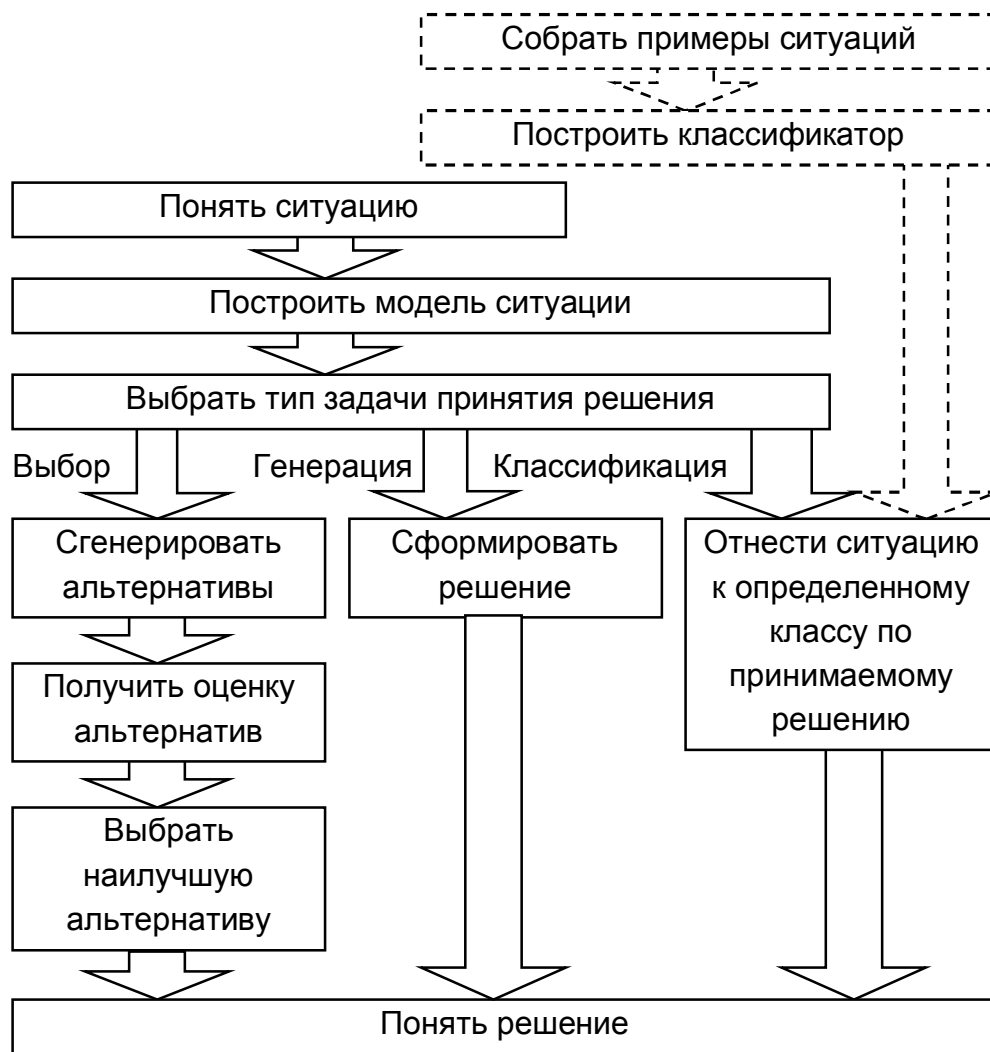 Собрать примеры ситуаций
Построить классификатор
Понять ситуацию
Построить модель ситуации
Выбрать тип задачи принятия решения
Выбор
Генерация
Классификация
Сгенерировать
альтернативы
Сформировать
решение
Отнести ситуацию
к определенному
классу по
принимаемому
решению
Получить оценку
альтернатив
Выбрать
наилучшую
альтернативу
Понять решение